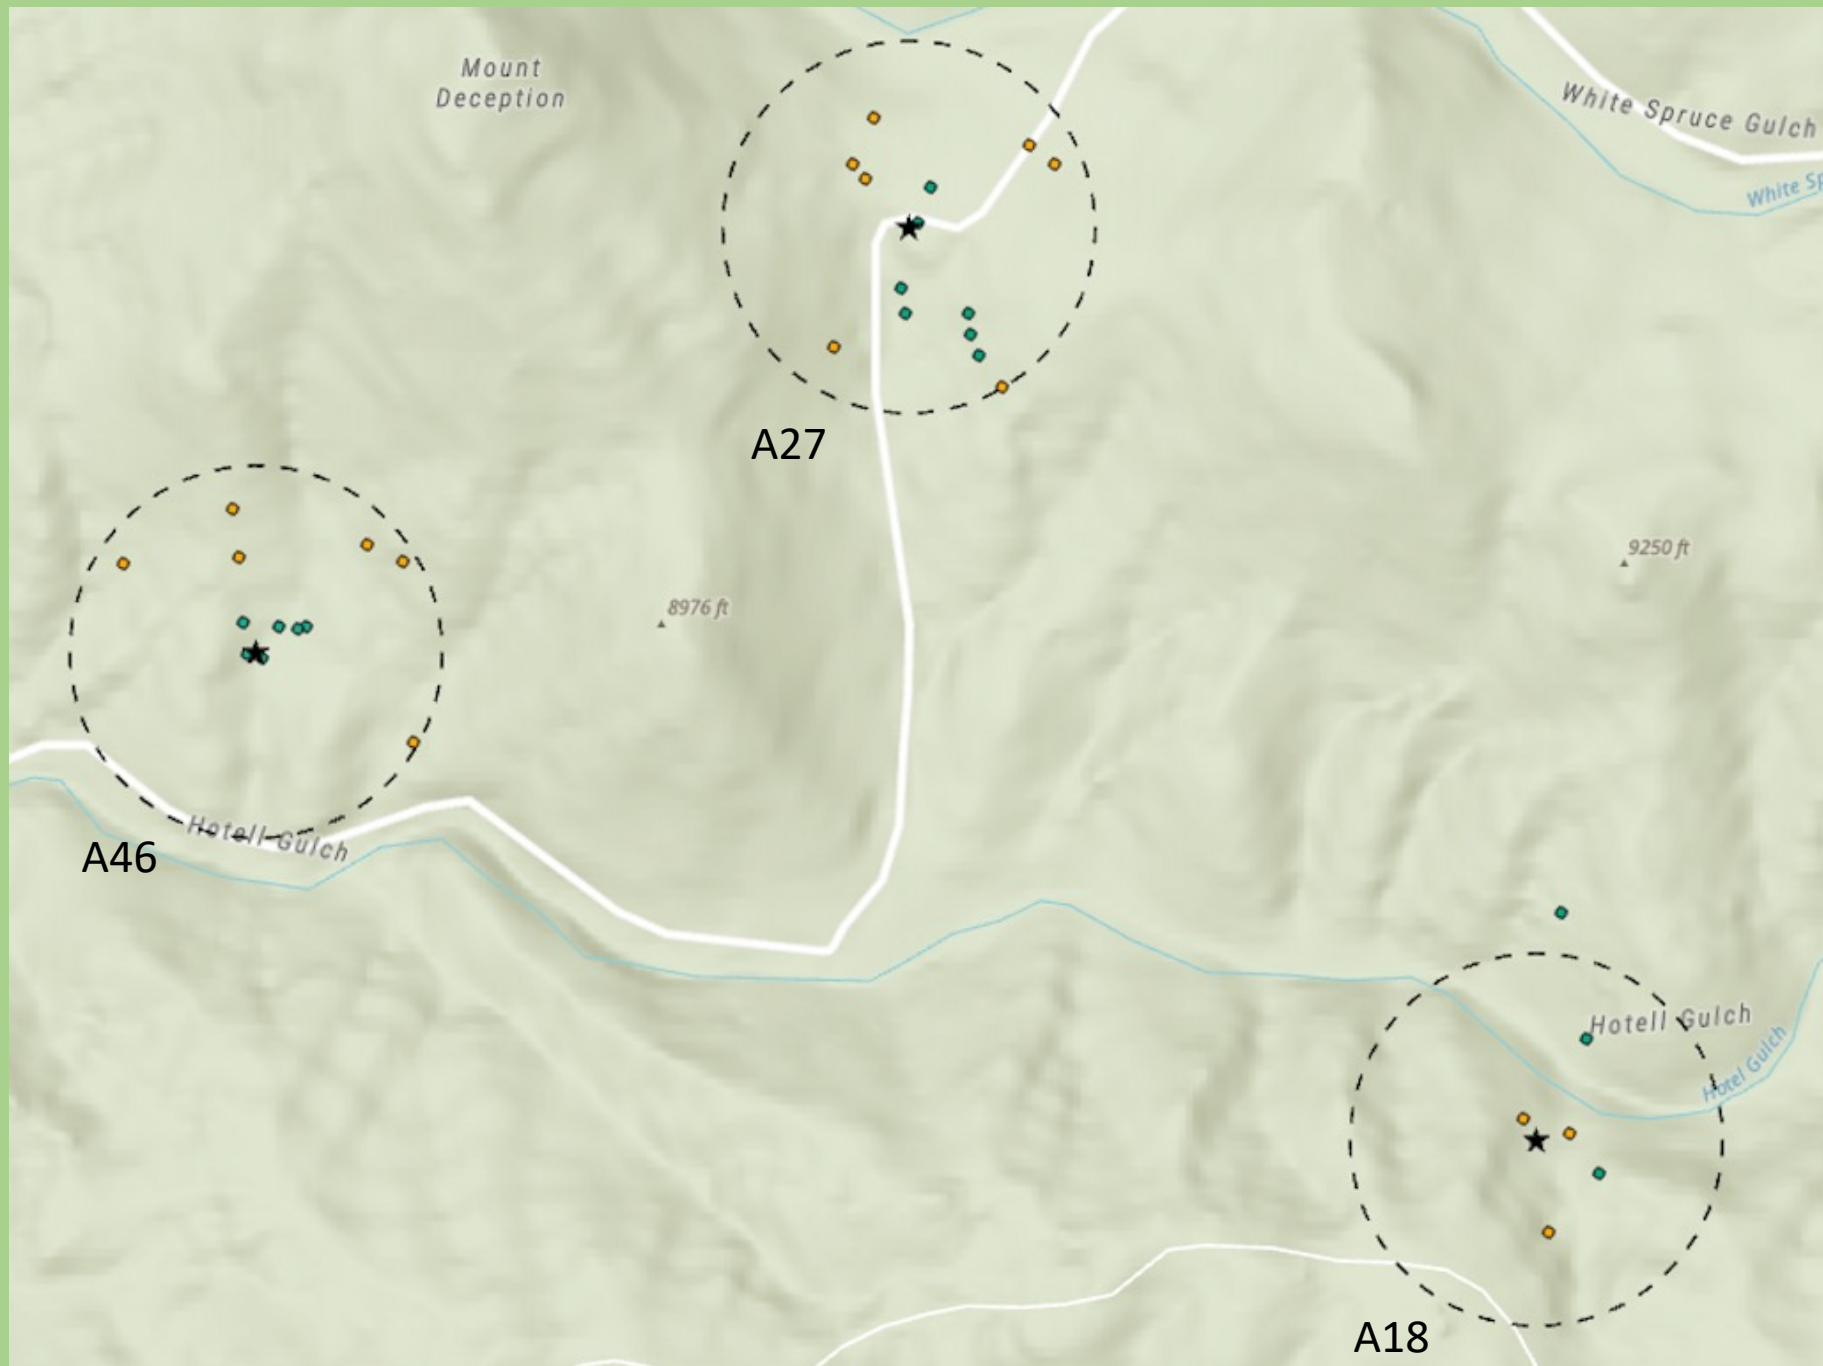 Mount
Deception
White Spruce Gulch
White Sp
A27
9250 ft
8976 ft
Hotell Gulch
A46
Hotell Gulch
Hotel Gulch
A18